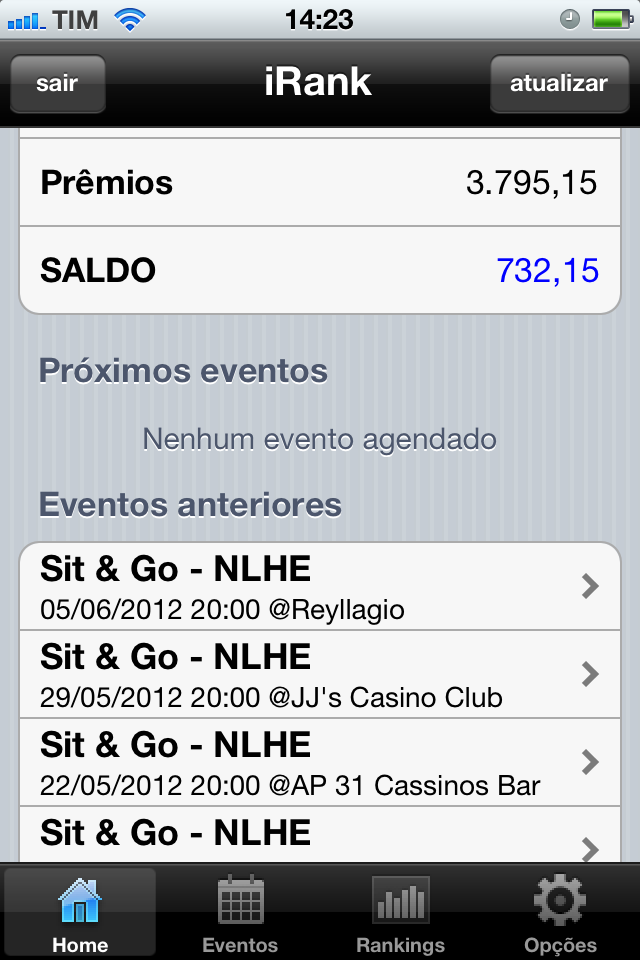 TIM 14:23
sair iRank atualizar
Prêmios 3.795,15
SALDO 732,15
Próximos eventos
Nenhum evento agendado
Eventos anteriores
Sit & Go - NLHE
05/06/2012 20:00 @Reyllagio
Sit & Go - NLHE
29/05/2012 20:00 @JJ's Casino Club
Sit & Go - NLHE
22/05/2012 20:00 @AP 31 Cassinos Bar
Sit & Go - NLHE
Home Eventos Rankings Opções